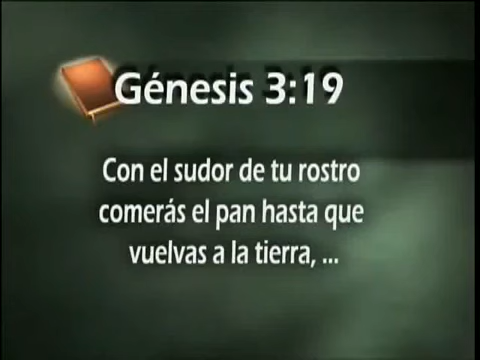 Génesis 3:19
Con el sudor de tu rostro
comerás el pan hasta que
vuelvas a la tierra, ...